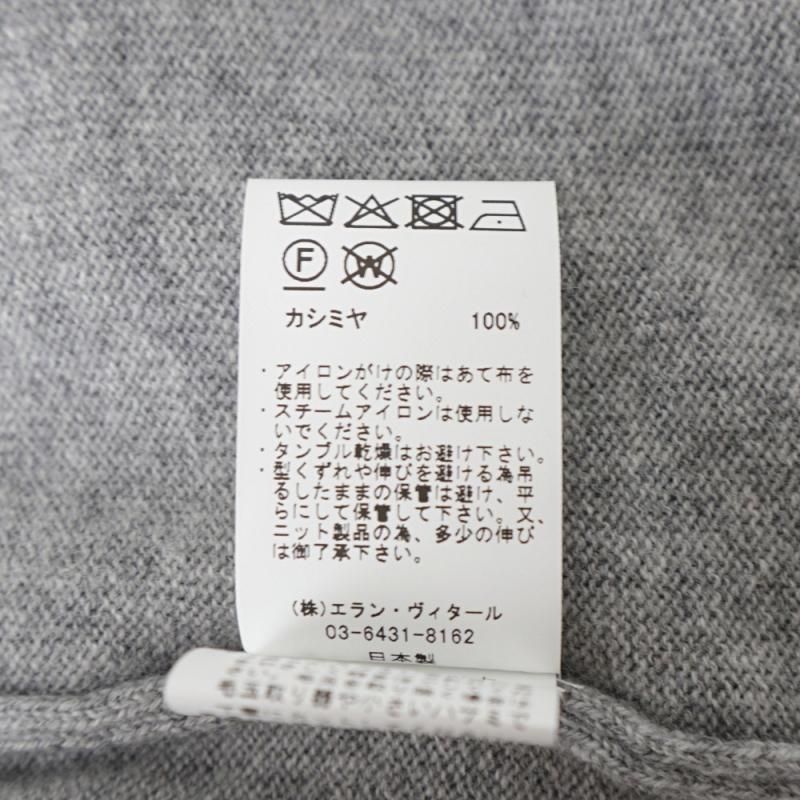 F W
カシミヤ 100%
・アイロンがけの際はあて布を
使用してください。
・スチームアイロンは使用しな
いでください。
・タンブル乾燥はお避け下さい。
・型くずれや伸びを避ける為吊
るしたままの保管は避け、平
らにして保管して下さい。又、
ニット製品の為、多少の伸び
は御了承下さい。
(株)エラン・ヴィタール
03-6431-8162
日本製